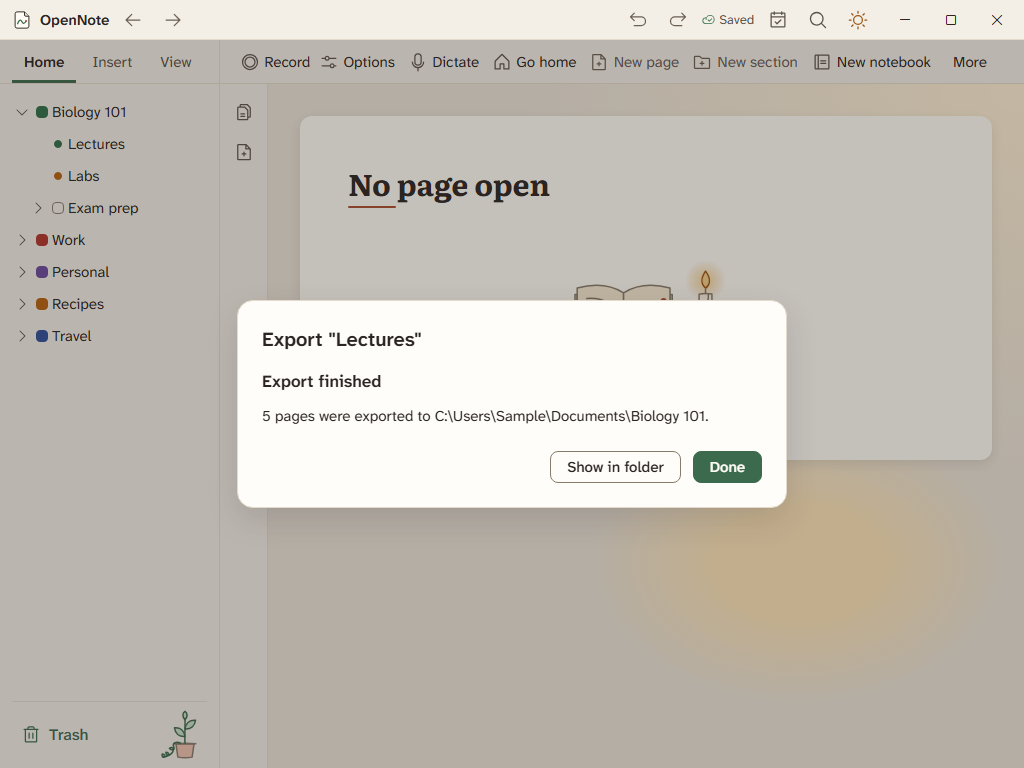 OpenNote
Saved
Home Insert View
Record Options Dictate Go home New page New section New notebook More
Biology 101
Lectures
Labs
Exam prep
Work
Personal
Recipes
Travel
Trash
No page open
Export "Lectures"
Export finished
5 pages were exported to C:\Users\Sample\Documents\Biology 101.
Show in folder Done